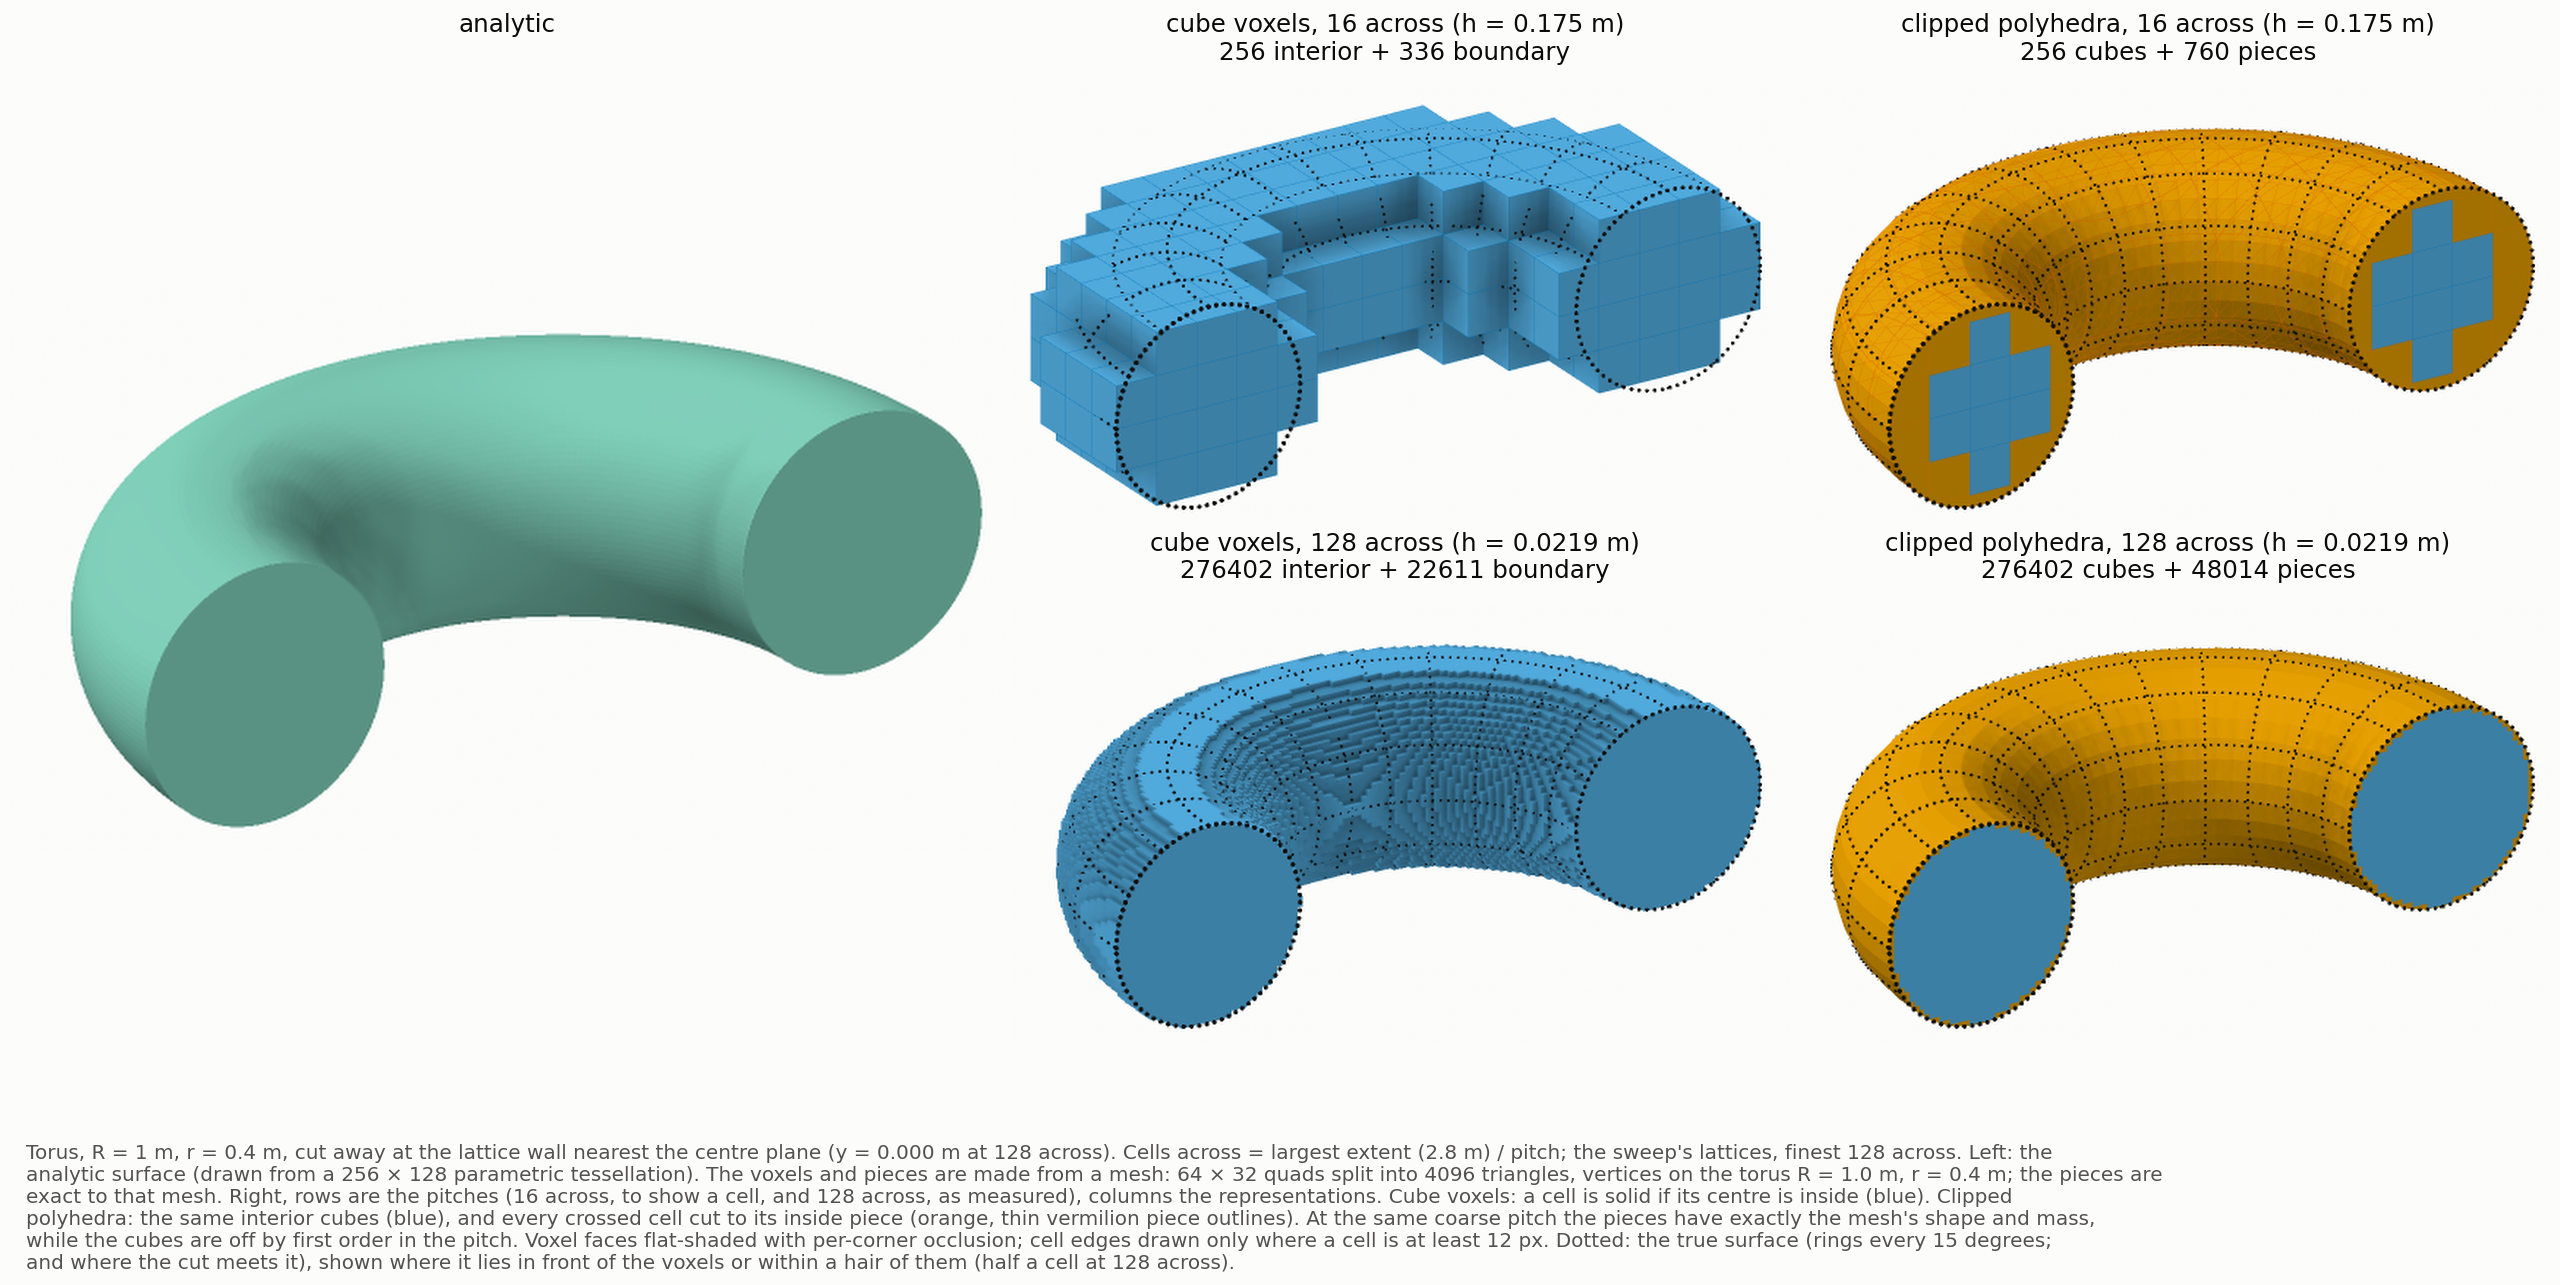 analytic
cube voxels, 16 across (h = 0.175 m)
256 interior + 336 boundary
clipped polyhedra, 16 across (h = 0.175 m)
256 cubes + 760 pieces
cube voxels, 128 across (h = 0.0219 m)
276402 interior + 22611 boundary
clipped polyhedra, 128 across (h = 0.0219 m)
276402 cubes + 48014 pieces
Torus, R = 1 m, r = 0.4 m, cut away at the lattice wall nearest the centre plane (y = 0.000 m at 128 across). Cells across = largest extent (2.8 m) / pitch; the sweep's lattices, finest 128 across. Left: the
analytic surface (drawn from a 256 × 128 parametric tessellation). The voxels and pieces are made from a mesh: 64 × 32 quads split into 4096 triangles, vertices on the torus R = 1.0 m, r = 0.4 m; the pieces are
exact to that mesh. Right, rows are the pitches (16 across, to show a cell, and 128 across, as measured), columns the representations. Cube voxels: a cell is solid if its centre is inside (blue). Clipped
polyhedra: the same interior cubes (blue), and every crossed cell cut to its inside piece (orange, thin vermilion piece outlines). At the same coarse pitch the pieces have exactly the mesh's shape and mass,
while the cubes are off by first order in the pitch. Voxel faces flat-shaded with per-corner occlusion; cell edges drawn only where a cell is at least 12 px. Dotted: the true surface (rings every 15 degrees;
and where the cut meets it), shown where it lies in front of the voxels or within a hair of them (half a cell at 128 across).